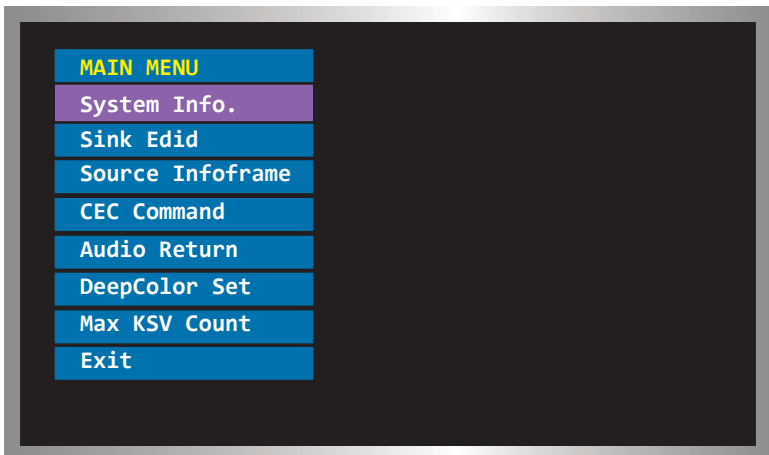 MAIN MENU
System Info.
Sink Edid
Source Infoframe
CEC Command
Audio Return
DeepColor Set
Max KSV Count
Exit